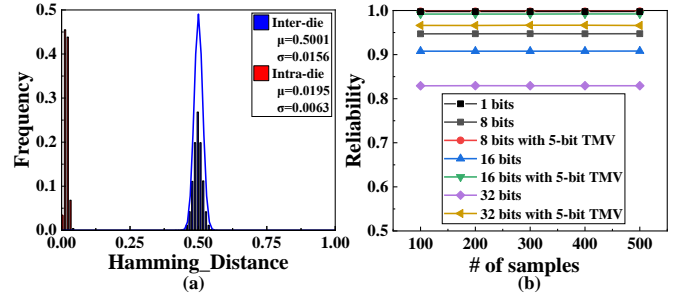 0.5
0.4
0.3
0.2
0.1
0.0
Frequency
Inter-die
μ=0.5001
σ=0.0156
Intra-die
μ=0.0195
σ=0.0063
0.00
0.25
0.50
0.75
1.00
Hamming_Distance
(a)
1.0
0.9
0.8
0.7
0.6
0.5
Reliability
1 bits
8 bits
8 bits with 5-bit TMV
16 bits
16 bits with 5-bit TMV
32 bits
32 bits with 5-bit TMV
100
200
300
400
500
# of samples
(b)